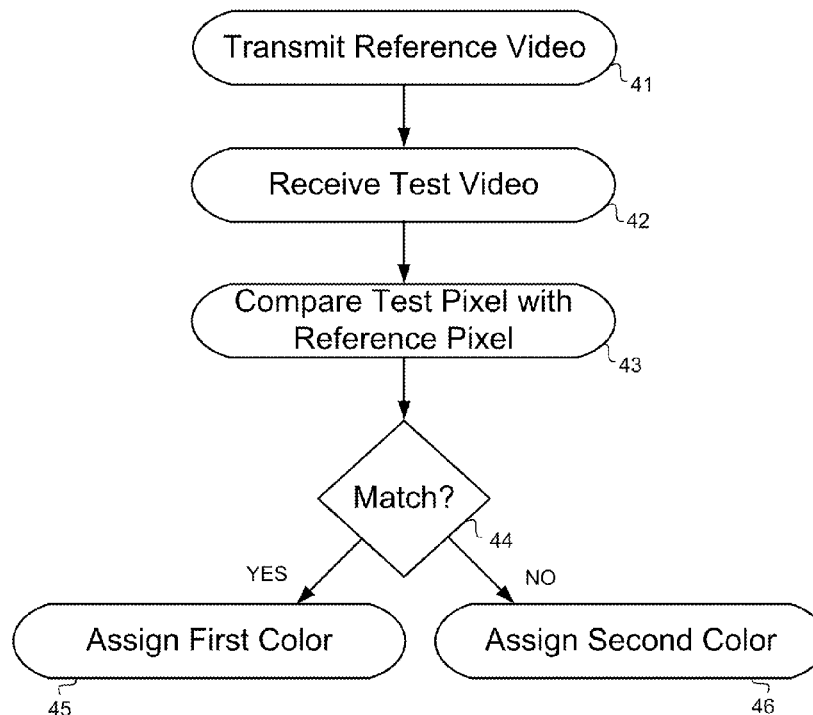 Transmit Reference Video
41
Receive Test Video
42
Compare Test Pixel with
Reference Pixel
43
Match?
44
YES
NO
Assign First Color
Assign Second Color
45
46